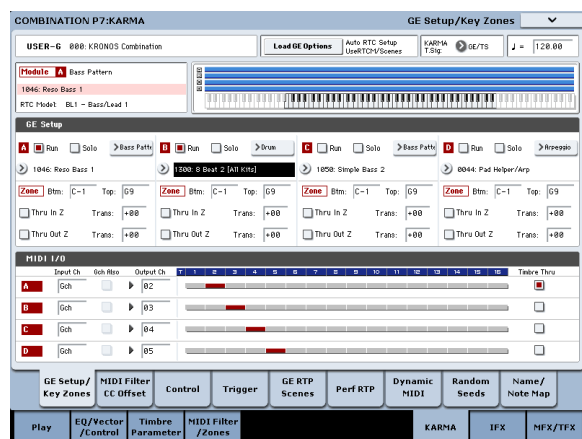 COMBINATION P7:KARMA GE Setup/Key Zones
USER-G 000: KRONOS Combination Load GE Options Auto RTC Setup UseRTCM/Scenes KARMA T.Sig: GE/TS ♩ = 120.00
Module A Bass Pattern
1046: Reso Bass 1
RTC Model: BL1 - Bass/Lead 1
GE Setup
A Run Solo >Bass Patte B Run Solo >Drum C Run Solo >Bass Patte D Run Solo >Arpeggio
1046: Reso Bass 1 1300: 8 Beat 2 [All Kits] 1050: Simple Bass 2 0044: Pad Helper/Arp
Zone Btm: C-1 Top: G9 Zone Btm: C-1 Top: G9 Zone Btm: C-1 Top: G9 Zone Btm: C-1 Top: G9
Thru In Z Trans: +00 Thru In Z Trans: +00 Thru In Z Trans: +00 Thru In Z Trans: +00
Thru Out Z Trans: +00 Thru Out Z Trans: +00 Thru Out Z Trans: +00 Thru Out Z Trans: +00
MIDI I/O
Input Ch Gch Also Output Ch T 1 2 3 4 5 6 7 8 9 10 11 12 13 14 15 16 Timbre Thru
A Gch 02
B Gch 03
C Gch 04
D Gch 05
GE Setup/ Key Zones MIDI Filter CC Offset Control Trigger GE RTP Scenes Perf RTP Dynamic MIDI Random Seeds Name/ Note Map
Play EQ/Vector /Control Timbre Parameter MIDI Filter /Zones KARMA IFX MFX/TFX